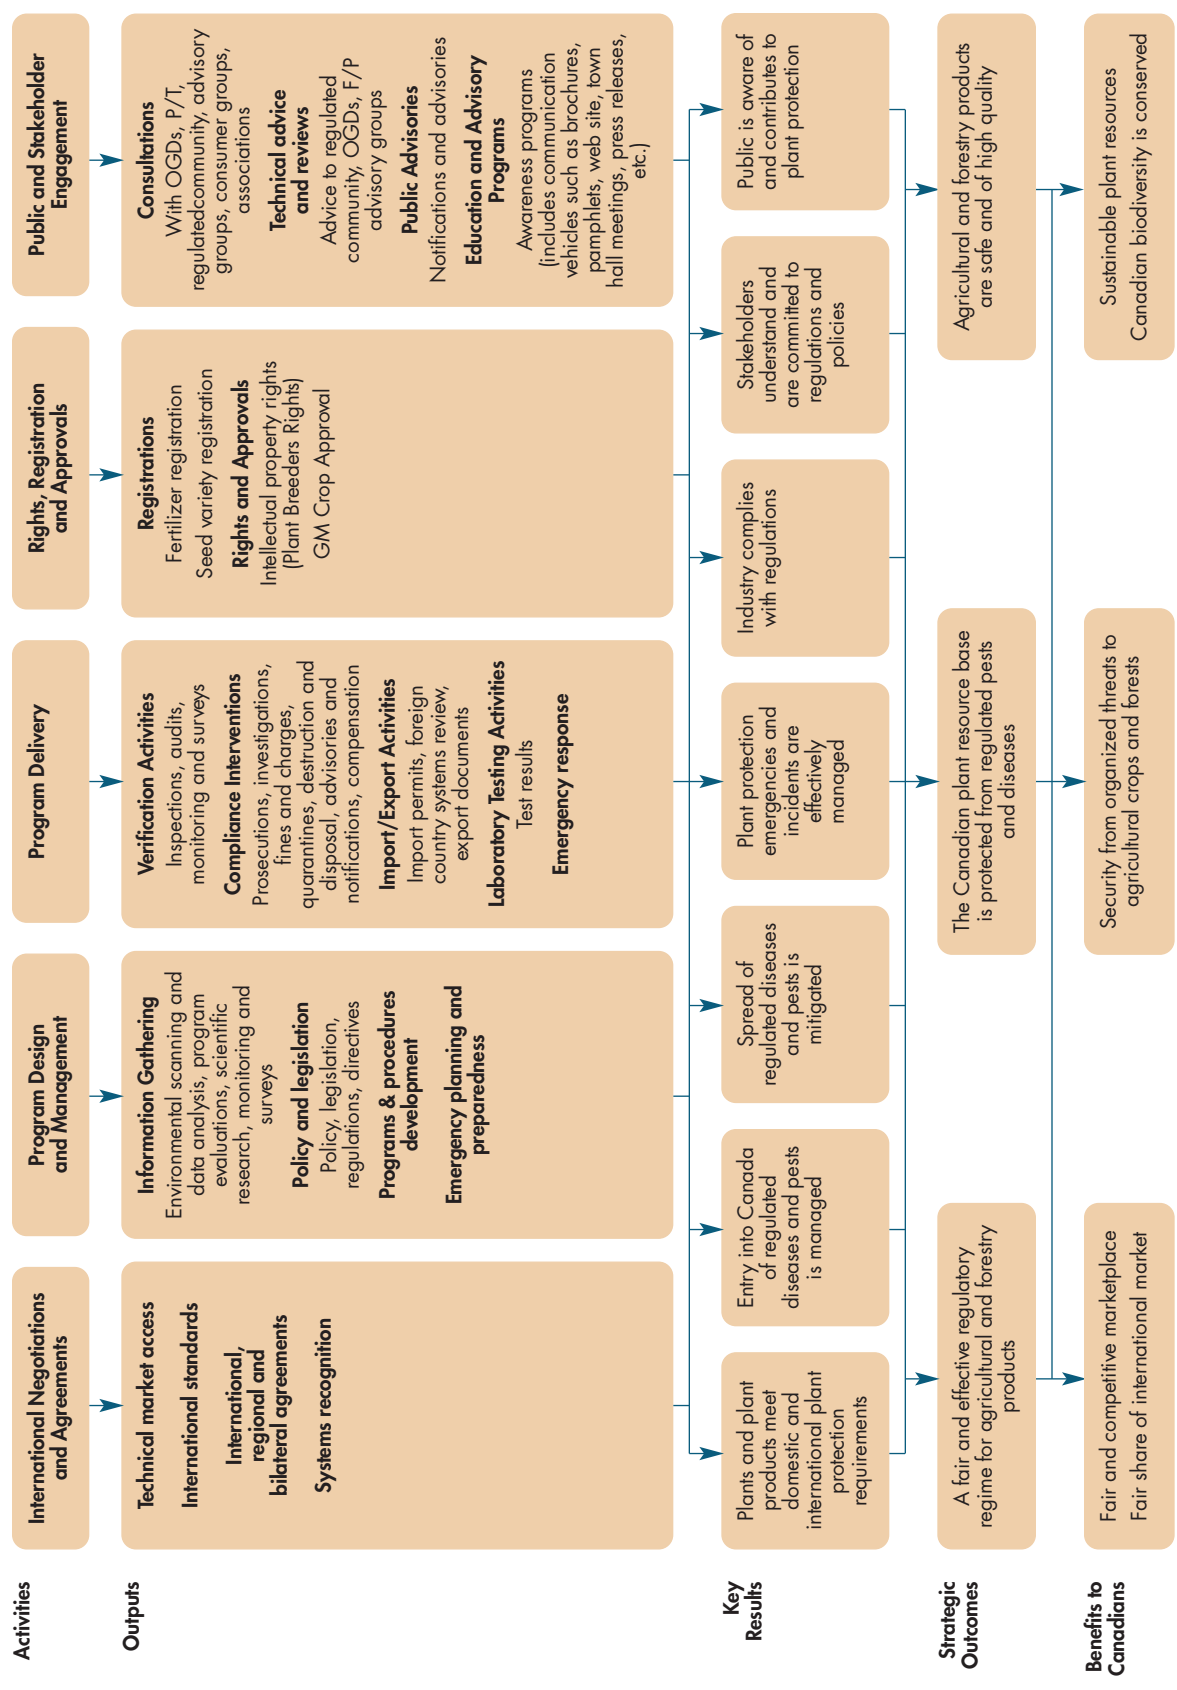 Activities
International Negotiations
and Agreements
Program Design
and Management
Program Delivery
Rights, Registration
and Approvals
Public and Stakeholder
Engagement
Outputs
Technical market access
International standards
International,
regional and
bilateral agreements
Systems recognition
Information Gathering
Environmental scanning and
data analysis, program
evaluations, scientific
research, monitoring and
surveys
Policy and legislation
Policy, legislation,
regulations, directives
Programs & procedures
development
Emergency planning and
preparedness
Verification Activities
Inspections, audits,
monitoring and surveys
Compliance Interventions
Prosecutions, investigations,
fines and charges,
quarantines, destruction and
disposal, advisories and
notifications, compensation
Import/Export Activities
Import permits, foreign
country systems review,
export documents
Laboratory Testing Activities
Test results
Emergency response
Registrations
Fertilizer registration
Seed variety registration
Rights and Approvals
Intellectual property rights
(Plant Breeders Rights)
GM Crop Approval
Consultations
With OGDs, P/T,
regulatedcommunity, advisory
groups, consumer groups,
associations
Technical advice
and reviews
Advice to regulated
community, OGDs, F/P
advisory groups
Public Advisories
Notifications and advisories
Education and Advisory
Programs
Awareness programs
(includes communication
vehicles such as brochures,
pamphlets, web site, town
hall meetings, press releases,
etc.)
Key
Results
Plants and plant
products meet
domestic and
international plant
protection
requirements
Entry into Canada
of regulated
diseases and pests
is managed
Spread of
regulated diseases
and pests is
mitigated
Plant protection
emergencies and
incidents are
effectively
managed
Industry complies
with regulations
Stakeholders
understand and
are committed to
regulations and
policies
Public is aware of
and contributes to
plant protection
Strategic
Outcomes
A fair and effective regulatory
regime for agricultural and forestry
products
The Canadian plant resource base
is protected from regulated pests
and diseases
Agricultural and forestry products
are safe and of high quality
Benefits to
Canadians
Fair and competitive marketplace
Fair share of international market
Security from organized threats to
agricultural crops and forests
Sustainable plant resources
Canadian biodiversity is conserved